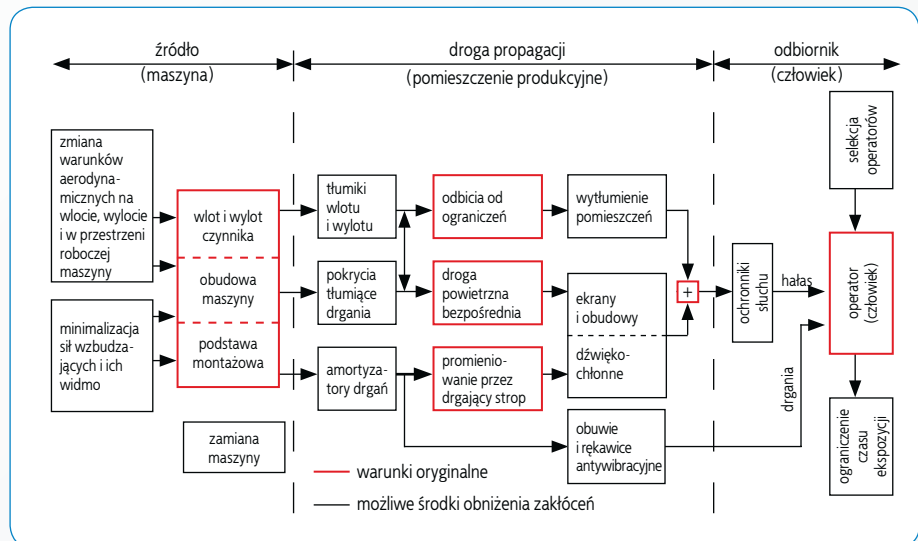 źródło
(maszyna)
droga propagacji
(pomieszczenie produkcyjne)
odbiornik
(człowiek)
zmiana
warunków
aerodyna-
micznych na
wlocie, wylocie
i w przestrzeni
roboczej
maszyny
minimalizacja
sił wzbudza-
jących i ich
widmo
wlot i wylot
czynnika
obudowa
maszyny
podstawa
montażowa
zamiana
maszyny
tłumiki
wlotu
i wylotu
pokrycia
tłumiące
drgania
amortyza-
tory drgań
odbicia od
ograniczeń
droga
powietrzna
bezpośrednia
promienio-
wanie przez
drgający strop
wytłumienie
pomieszczeń
ekrany
i obudowy
dźwięko-
chłonne
obuwie
i rękawice
antywibracyjne
+
ochronniki
słuchu
hałas
drgania
selekcja
operatorów
operator
(człowiek)
ograniczenie
czasu
ekspozycji
warunki oryginalne
możliwe środki obniżenia zakłóceń